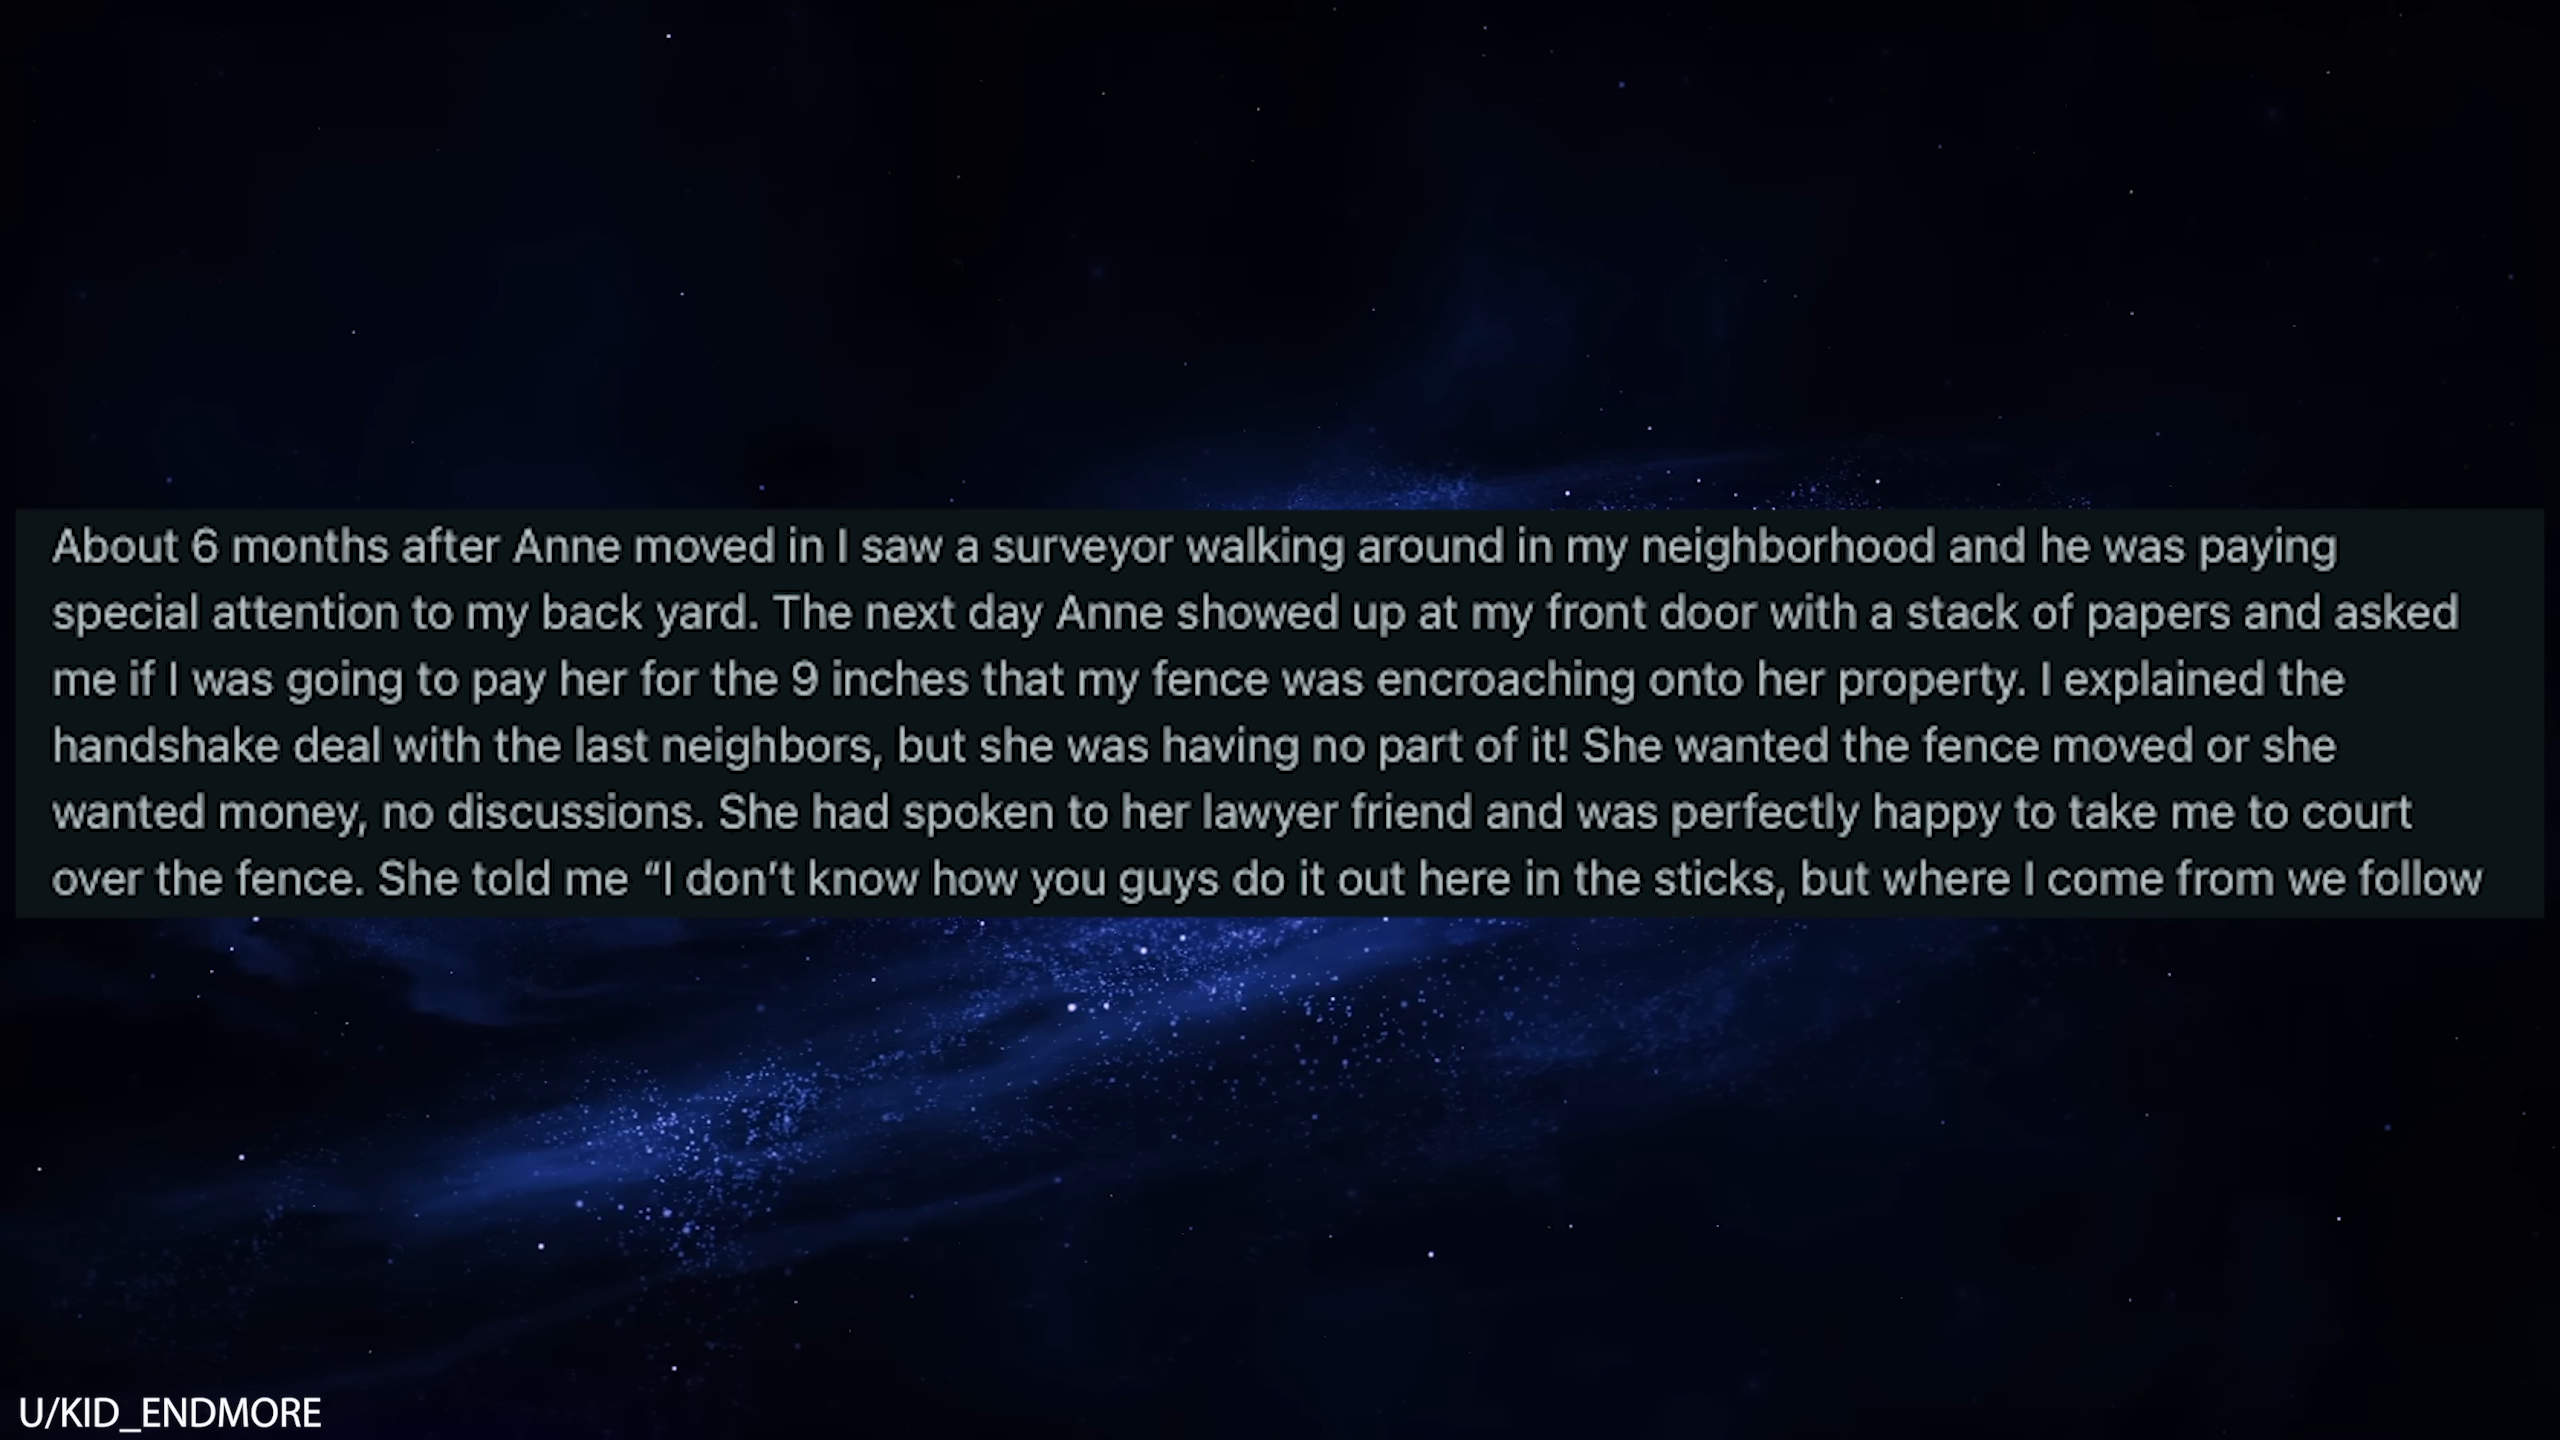 About 6 months after Anne moved in I saw a surveyor walking around in my neighborhood and he was paying
special attention to my back yard. The next day Anne showed up at my front door with a stack of papers and asked
me if I was going to pay her for the 9 inches that my fence was encroaching onto her property. I explained the
handshake deal with the last neighbors, but she was having no part of it! She wanted the fence moved or she
wanted money, no discussions. She had spoken to her lawyer friend and was perfectly happy to take me to court
over the fence. She told me “I don’t know how you guys do it out here in the sticks, but where I come from we follow
U/KID_ENDMORE